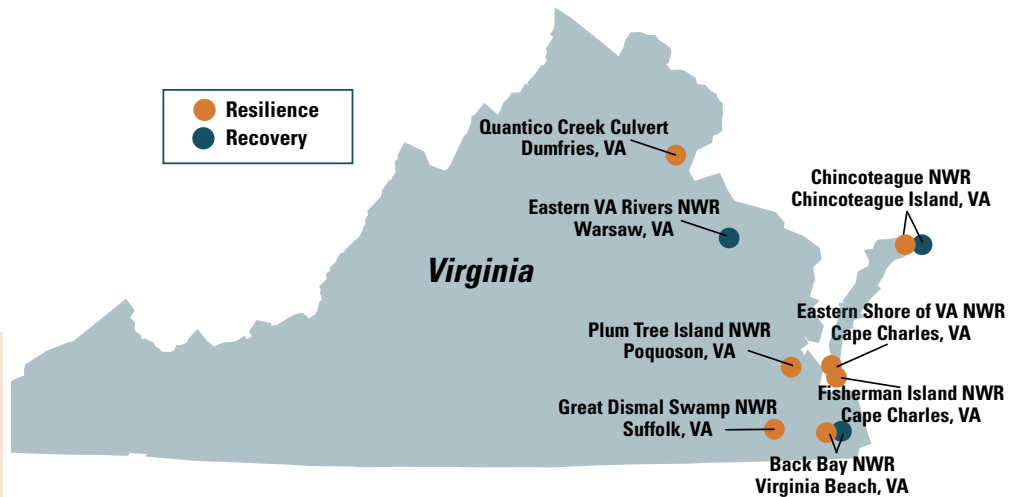 Resilience
Recovery
Quantico Creek Culvert
Dumfries, VA
Chincoteague NWR
Chincoteague Island, VA
Eastern VA Rivers NWR
Warsaw, VA
Virginia
Eastern Shore of VA NWR
Cape Charles, VA
Plum Tree Island NWR
Poquoson, VA
Fisherman Island NWR
Cape Charles, VA
Great Dismal Swamp NWR
Suffolk, VA
Back Bay NWR
Virginia Beach, VA